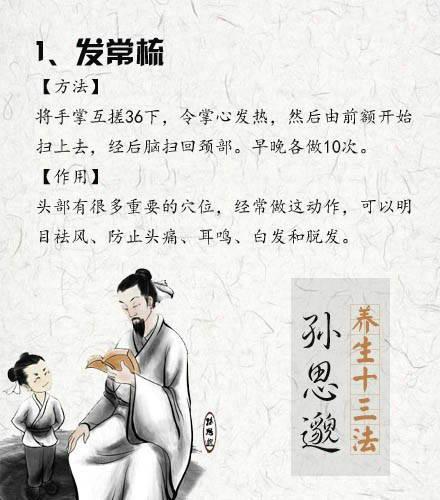 1、发常梳
【方法】
将手掌互搓36下，令掌心发热，然后由前额开始
扫上去，经后脑扫回颈部。早晚各做10次。
【作用】
头部有很多重要的穴位，经常做这动作，可以明
目祛风、防止头痛、耳鸣、白发和脱发。
养生十三法
孙思邈